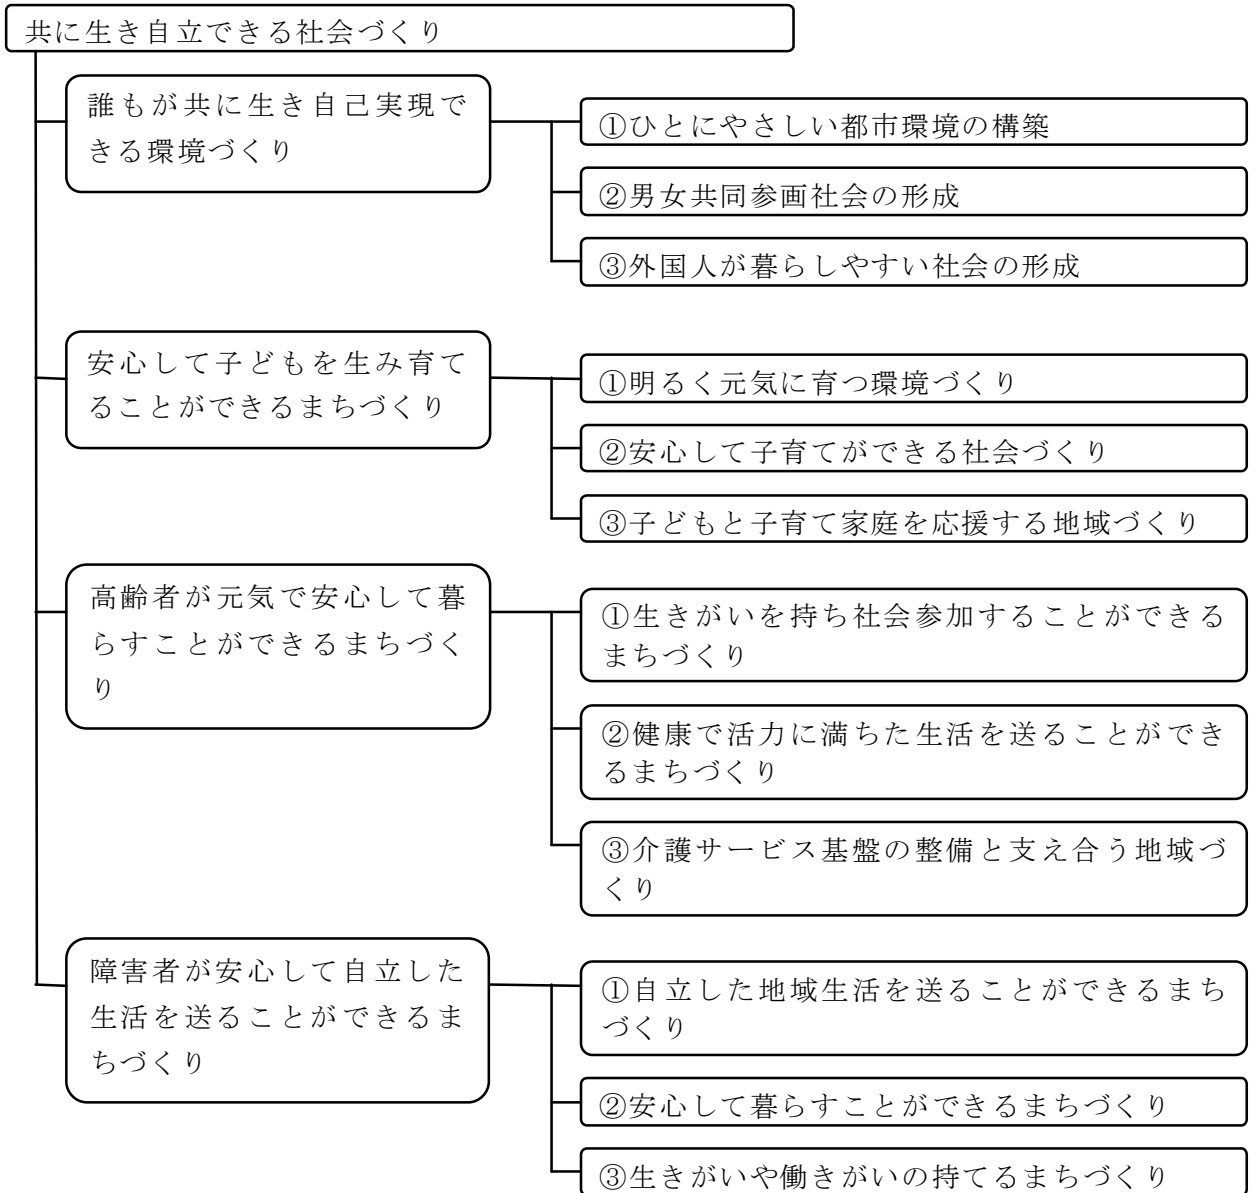 共に生き自立できる社会づくり
誰もが共に生き自己実現で
きる環境づくり
①ひとにやさしい都市環境の構築
②男女共同参画社会の形成
③外国人が暮らしやすい社会の形成
安心して子どもを生み育て
ることができるまちづくり
①明るく元気に育つ環境づくり
②安心して子育てができる社会づくり
③子どもと子育て家庭を応援する地域づくり
高齢者が元気で安心して暮
らすことができるまちづく
り
①生きがいを持ち社会参加することができる
まちづくり
②健康で活力に満ちた生活を送ることができ
るまちづくり
③介護サービス基盤の整備と支え合う地域づ
くり
障害者が安心して自立した
生活を送ることができるま
ちづくり
①自立した地域生活を送ることができるまち
づくり
②安心して暮らすことができるまちづくり
③生きがいや働きがいの持てるまちづくり